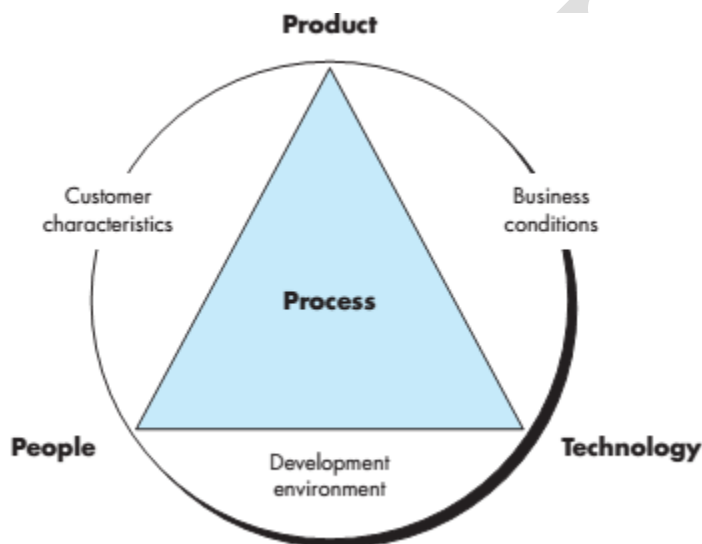 Product
Customer
characteristics
Business
conditions
Process
People
Technology
Development
environment